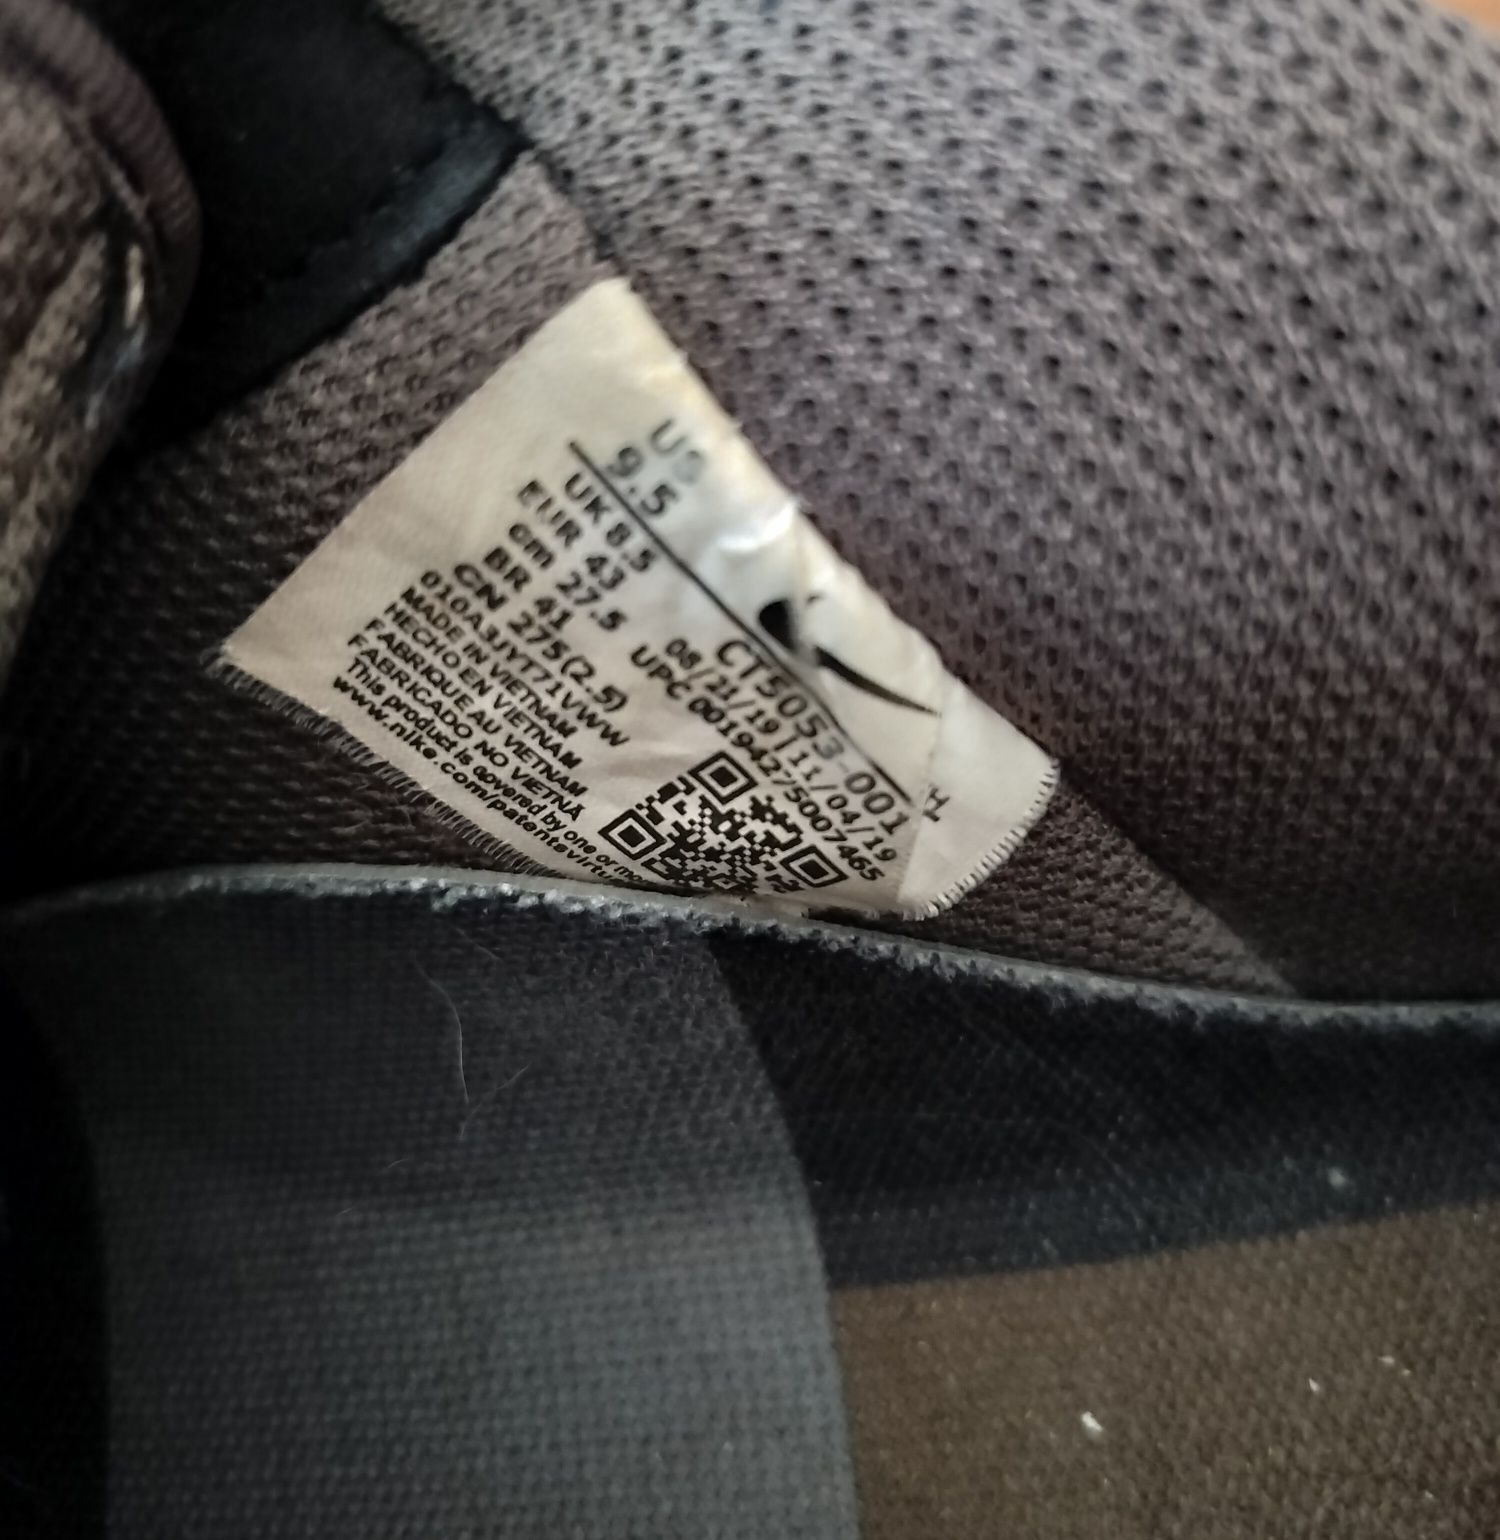 US
9.5
UK 8.5
EUR 43
cm 27.5
BR 41
CN 275(2.5)
010A3JYT71VWW
MADE IN VIETNAM
HECHO EN VIETNAM
FABRIQUE AU VIETNAM
FABRICADO NO VIETNÃ
This product is governed by one or
www.nike.com/patentsvirtu
CT5053-001
08/21/19 | 11/04/19
UPC 00194275007465